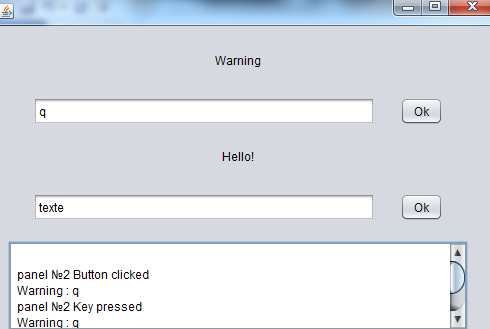 Warning
q
Ok
Hello!
texte
Ok
panel №2 Button clicked
Warning : q
panel №2 Key pressed
Warning : q